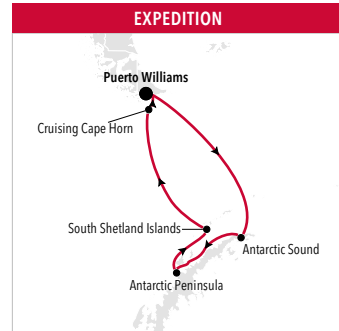 EXPEDITION
Puerto Williams
Cruising Cape Horn
South Shetland Islands
Antarctic Sound
Antarctic Peninsula